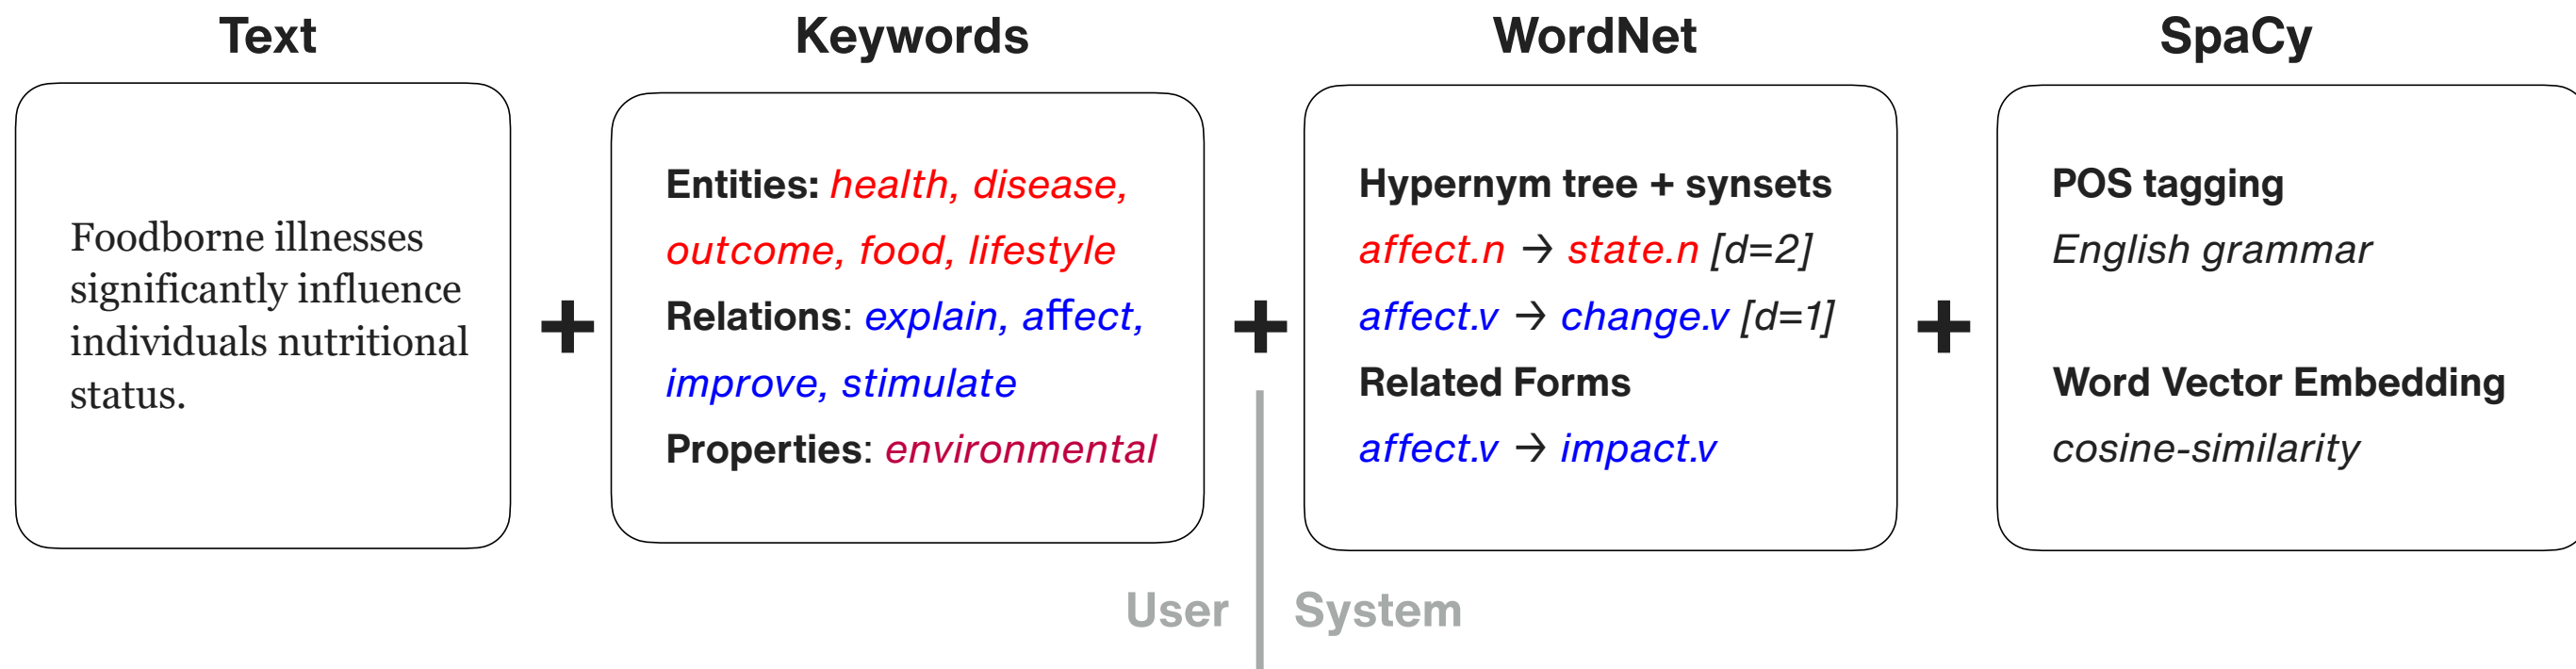 Text
Foodborne illnesses
significantly influence
individuals nutritional
status.
+
Keywords
Entities: health, disease,
outcome, food, lifestyle
Relations: explain, affect,
improve, stimulate
Properties: environmental
+
WordNet
Hypernym tree + synsets
affect.n → state.n [d=2]
affect.v → change.v [d=1]
Related Forms
affect.v → impact.v
+
SpaCy
POS tagging
English grammar
Word Vector Embedding
cosine-similarity
User
System